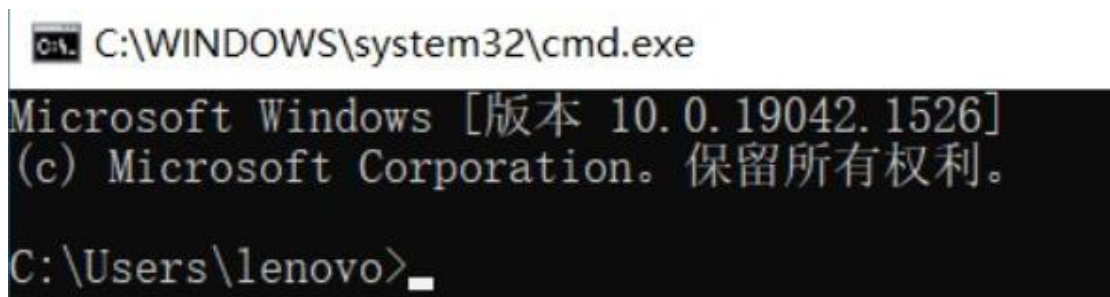 C:\WINDOWS\system32\cmd.exe
Microsoft Windows [版本 10.0.19042.1526]
(c) Microsoft Corporation。保留所有权利。
C:\Users\lenovo>